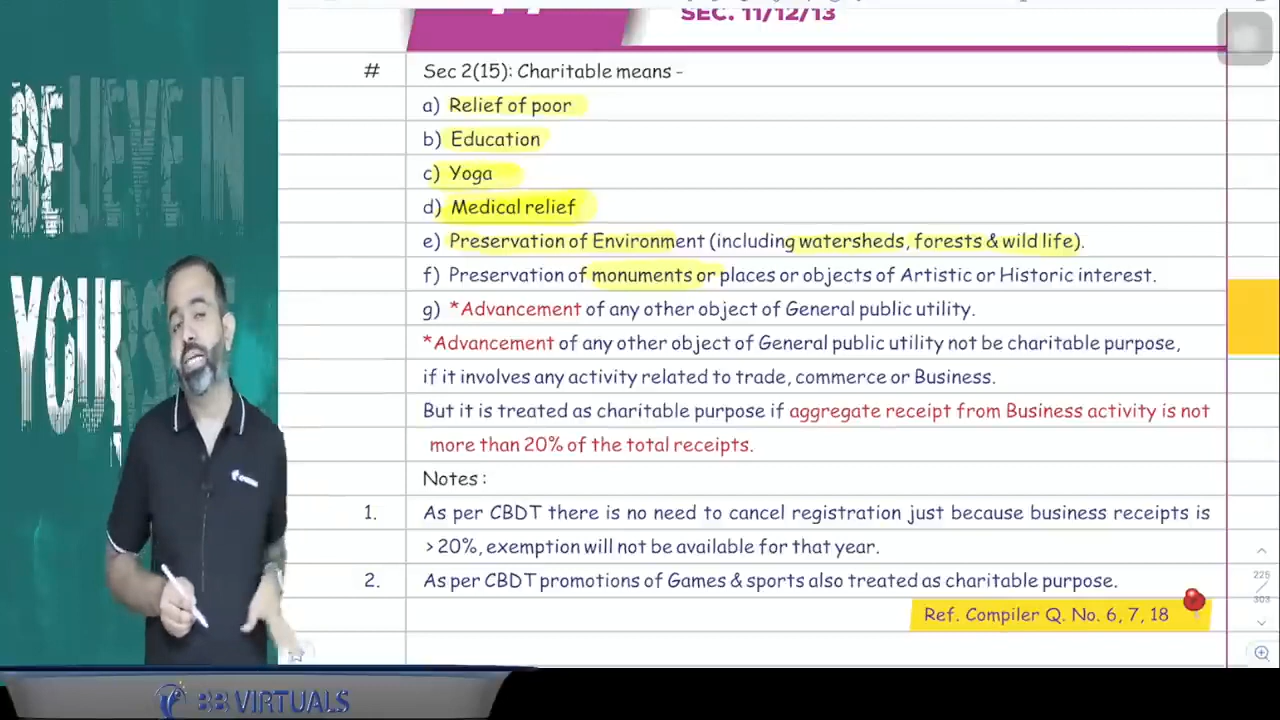 BELIEVE IN
YOURSE
SEC. 11/12/13
# Sec 2(15): Charitable means -
a) Relief of poor
b) Education
c) Yoga
d) Medical relief
e) Preservation of Environment (including watersheds, forests & wild life).
f) Preservation of monuments or places or objects of Artistic or Historic interest.
g) *Advancement of any other object of General public utility.
*Advancement of any other object of General public utility not be charitable purpose,
if it involves any activity related to trade, commerce or Business.
But it is treated as charitable purpose if aggregate receipt from Business activity is not
more than 20% of the total receipts.
Notes :
1. As per CBDT there is no need to cancel registration just because business receipts is
> 20%, exemption will not be available for that year.
2. As per CBDT promotions of Games & sports also treated as charitable purpose.
Ref. Compiler Q. No. 6, 7, 18
225
303
BB VIRTUALS